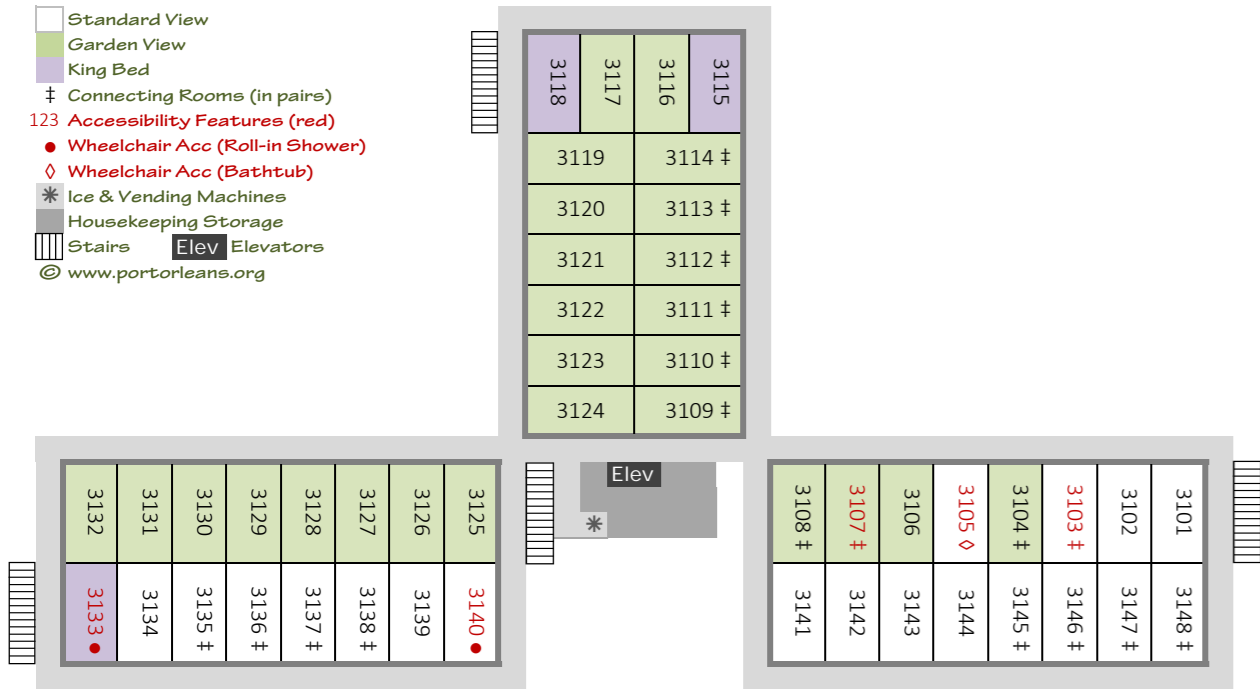 Standard View
Garden View
King Bed
‡ Connecting Rooms (in pairs)
123 Accessibility Features (red)
● Wheelchair Acc (Roll-in Shower)
◊ Wheelchair Acc (Bathtub)
✳ Ice & Vending Machines
Housekeeping Storage
Stairs Elev Elevators
© www.portorleans.org
3118 3117 3116 3115
3119 3114 ‡
3120 3113 ‡
3121 3112 ‡
3122 3111 ‡
3123 3110 ‡
3124 3109 ‡
Elev
✳
3132 3131 3130 3129 3128 3127 3126 3125
3133 ● 3134 3135 ‡ 3136 ‡ 3137 ‡ 3138 ‡ 3139 3140 ●
3108 ‡ 3107 ‡ 3106 3105 ◊ 3104 ‡ 3103 ‡ 3102 3101
3141 3142 3143 3144 3145 ‡ 3146 ‡ 3147 ‡ 3148 ‡